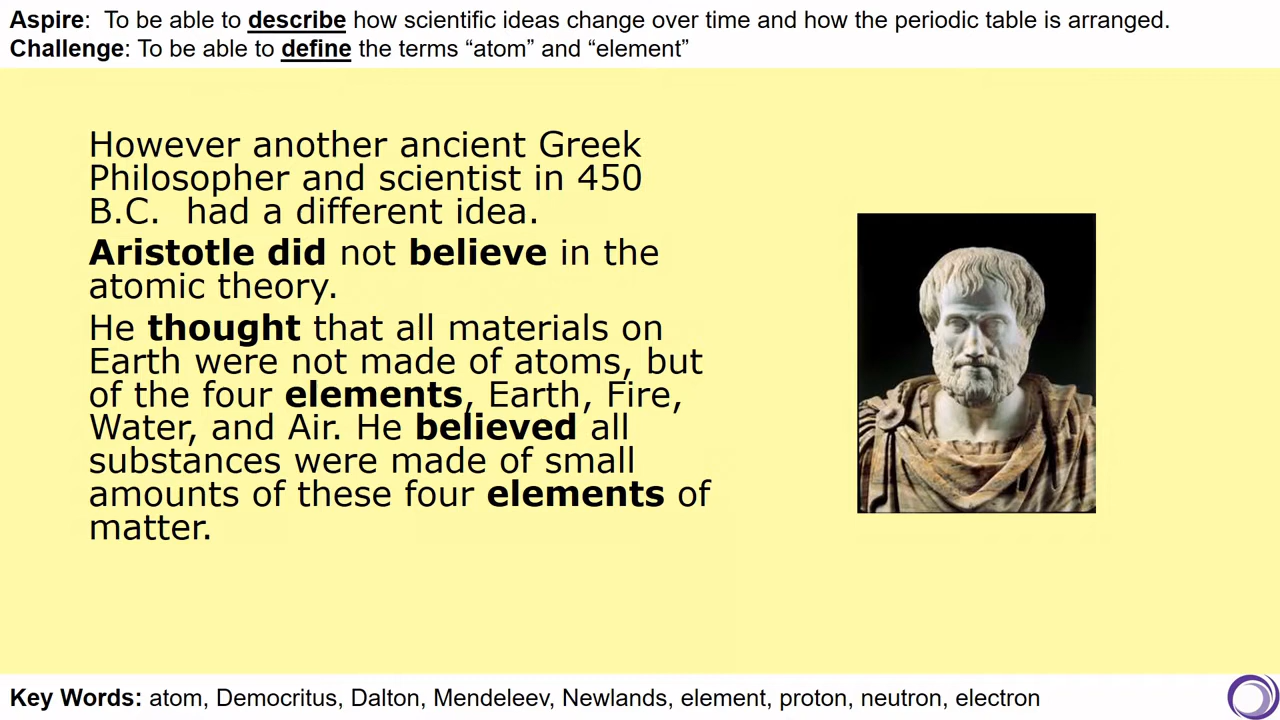 Aspire:  To be able to describe how scientific ideas change over time and how the periodic table is arranged.
Challenge: To be able to define the terms “atom” and “element”
However another ancient Greek
Philosopher and scientist in 450
B.C.  had a different idea.
Aristotle did not believe in the
atomic theory.
He thought that all materials on
Earth were not made of atoms, but
of the four elements, Earth, Fire,
Water, and Air. He believed all
substances were made of small
amounts of these four elements of
matter.
Key Words: atom, Democritus, Dalton, Mendeleev, Newlands, element, proton, neutron, electron